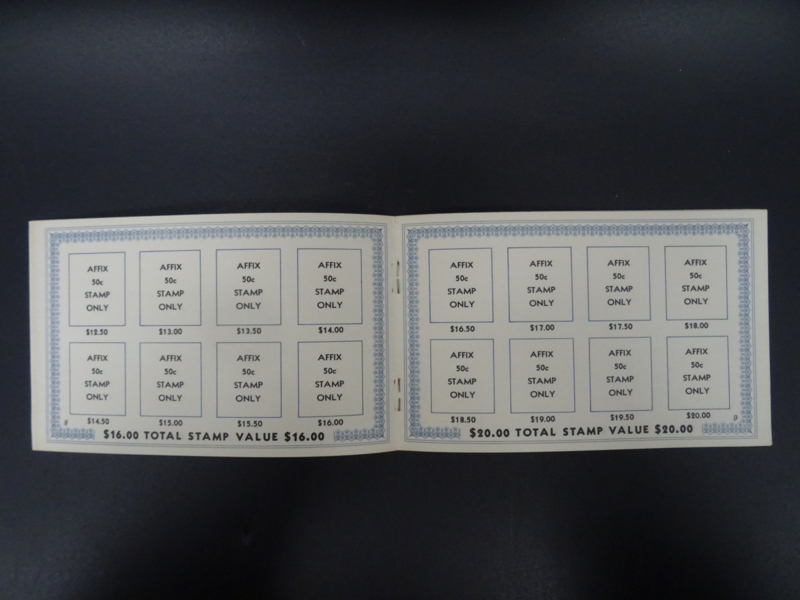 AFFIX 50c STAMP ONLY
AFFIX 50c STAMP ONLY
AFFIX 50c STAMP ONLY
AFFIX 50c STAMP ONLY
$12.50 $13.00 $13.50 $14.00
AFFIX 50c STAMP ONLY
AFFIX 50c STAMP ONLY
AFFIX 50c STAMP ONLY
AFFIX 50c STAMP ONLY
$14.50 $15.00 $15.50 $16.00
$16.00 TOTAL STAMP VALUE $16.00
AFFIX 50c STAMP ONLY
AFFIX 50c STAMP ONLY
AFFIX 50c STAMP ONLY
AFFIX 50c STAMP ONLY
$16.50 $17.00 $17.50 $18.00
AFFIX 50c STAMP ONLY
AFFIX 50c STAMP ONLY
AFFIX 50c STAMP ONLY
AFFIX 50c STAMP ONLY
$18.50 $19.00 $19.50 $20.00
$20.00 TOTAL STAMP VALUE $20.00